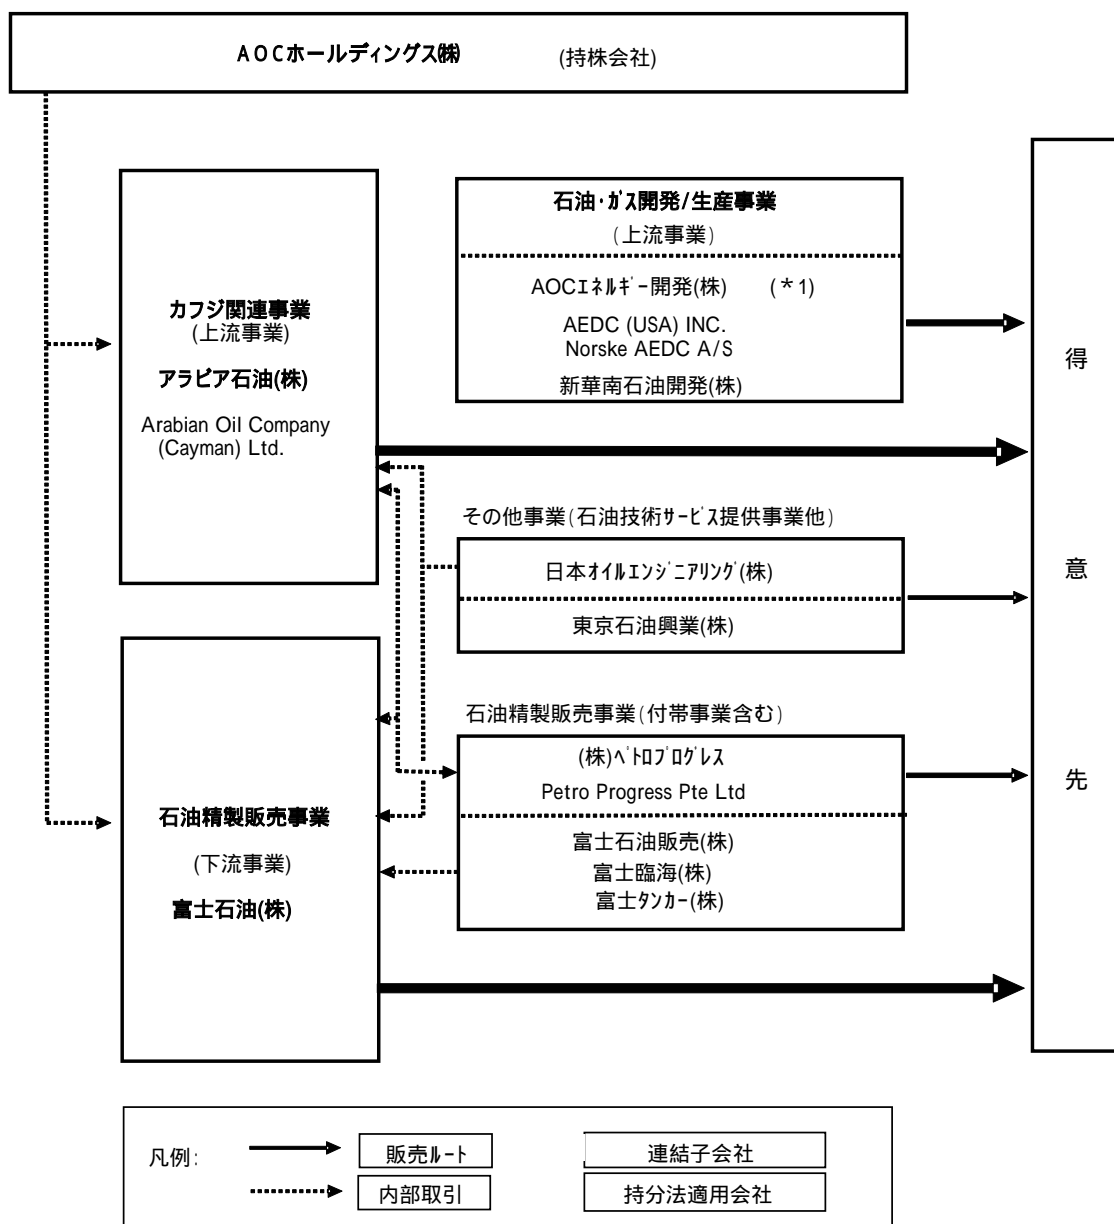 AOCホールディングス㈱ (持株会社)
カフジ関連事業
(上流事業)
アラビア石油(株)
Arabian Oil Company
(Cayman) Ltd.
石油・ｶﾞｽ開発/生産事業
(上流事業)
AOCｴﾈﾙｷﾞｰ開発(株) (*1)
AEDC (USA) INC.
Norske AEDC A/S
新華南石油開発(株)
その他事業(石油技術ｻｰﾋﾞｽ提供事業他)
日本ｵｲﾙｴﾝｼﾞﾆｱﾘﾝｸﾞ(株)
東京石油興業(株)
石油精製販売事業
(下流事業)
富士石油(株)
石油精製販売事業(付帯事業含む)
(株)ﾍﾟﾄﾛﾌﾟﾛｸﾞﾚｽ
Petro Progress Pte Ltd
富士石油販売(株)
富士臨海(株)
富士ﾀﾝｶｰ(株)
得
意
先
凡例:
販売ﾙｰﾄ
連結子会社
内部取引
持分法適用会社